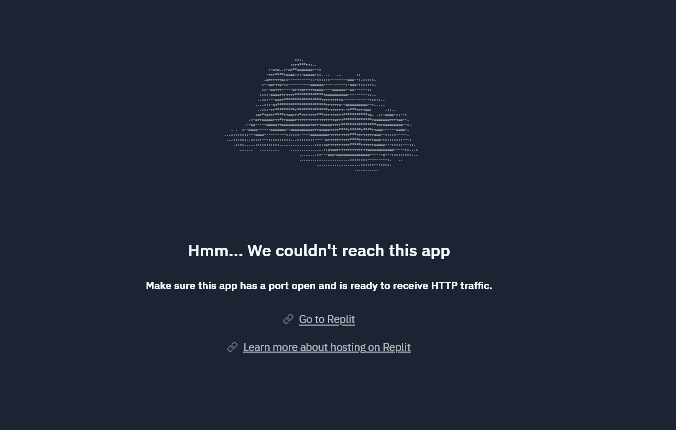 Hmm... We couldn't reach this app
Make sure this app has a port open and is ready to receive HTTP traffic.
Go to Replit
Learn more about hosting on Replit